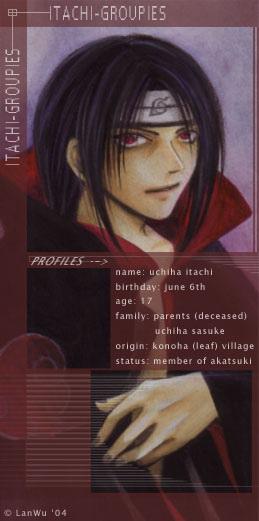 ITACHI-GROUPIES
ITACHI-GROUPIES
PROFILES -->
name: uchiha itachi
birthday: june 6th
age: 17
family: parents (deceased)
uchiha sasuke
origin: konoha (leaf) village
status: member of akatsuki
© LanWu '04